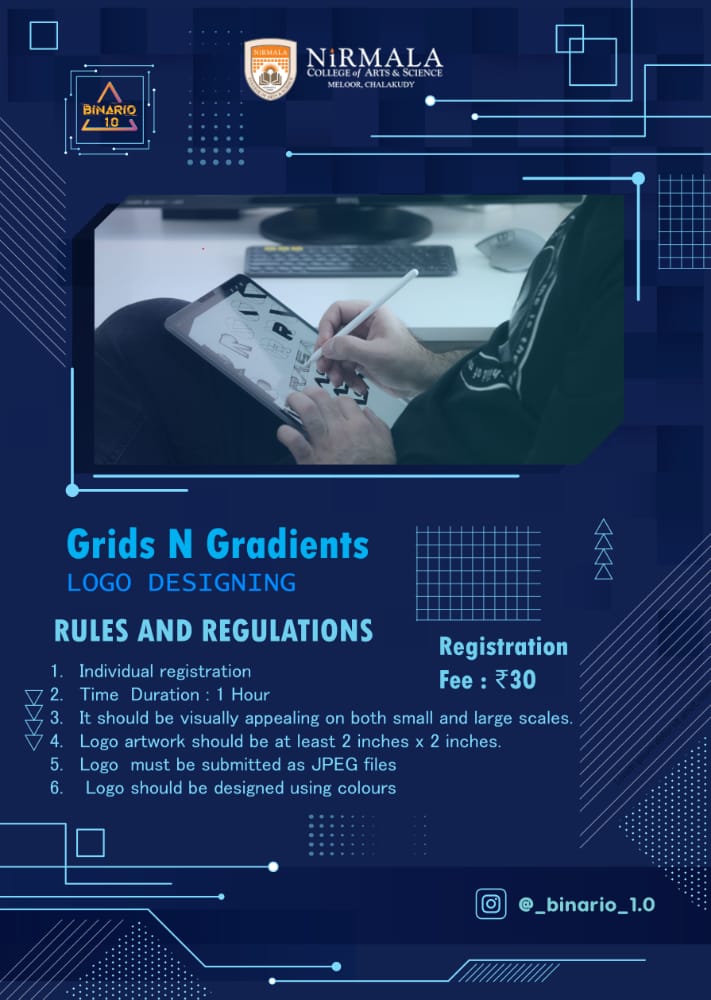 NiRMALA
NiRMALA
COLLEGE of ARTS & SCIENCE
MELOOR, CHALAKUDY
BINARIO
1.0
Grids N Gradients
LOGO DESIGNING
RULES AND REGULATIONS
Registration
Fee : ₹30
1. Individual registration
2. Time Duration : 1 Hour
3. It should be visually appealing on both small and large scales.
4. Logo artwork should be at least 2 inches x 2 inches.
5. Logo must be submitted as JPEG files
6. Logo should be designed using colours
@_binario_1.0